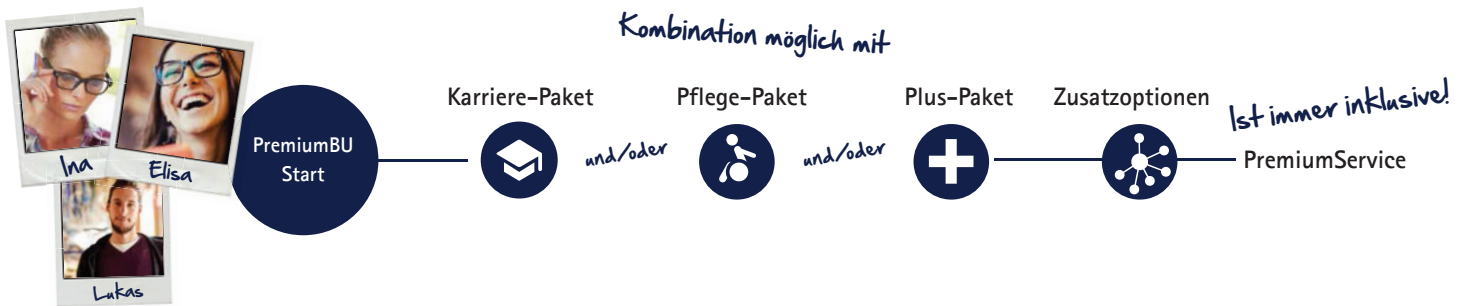 Kombination möglich mit
Karriere-Paket
Pflege-Paket
Plus-Paket
Zusatzoptionen
Ist immer inklusive!
PremiumBU
Start
und/oder
und/oder
PremiumService
Ina
Elisa
Lukas